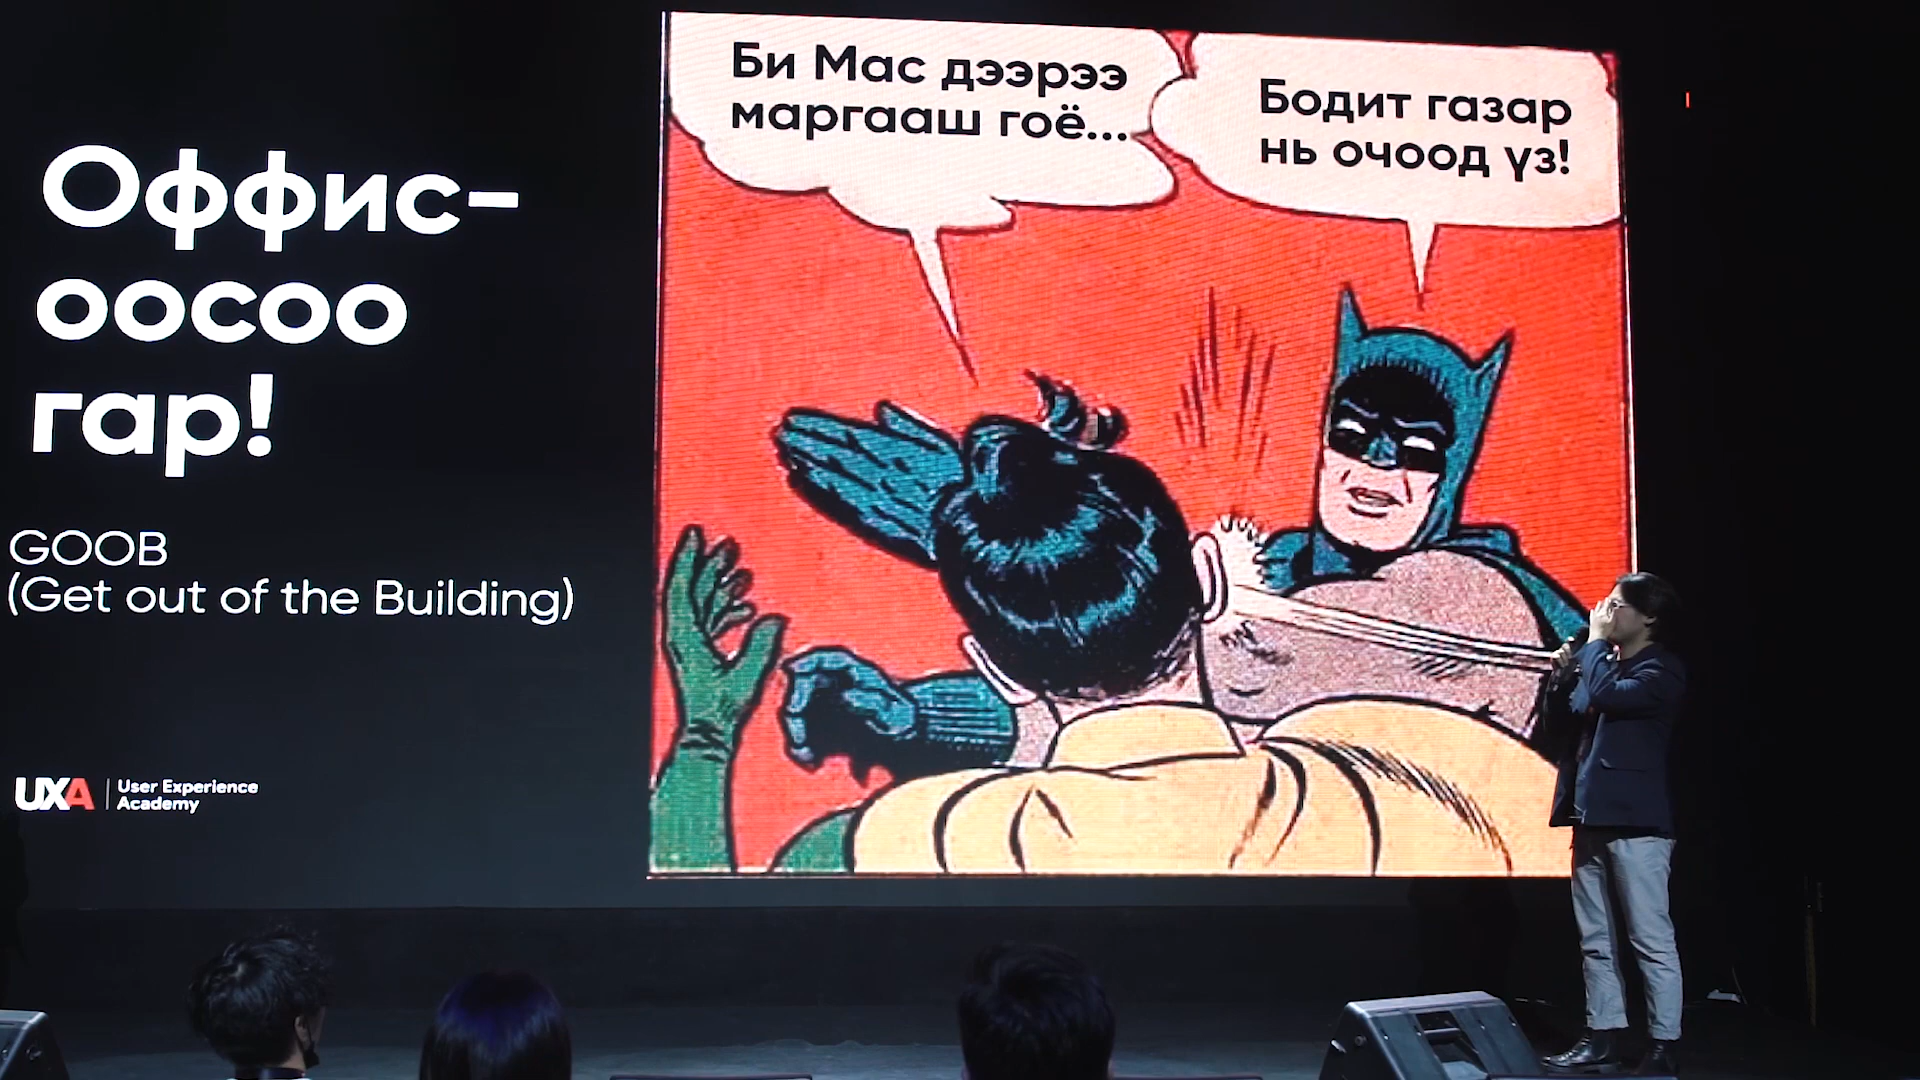 Оффис-
оосоо
гар!
GOOB
(Get out of the Building)
UXA
User Experience
Academy
Би Mac дээрээ
маргааш гоё...
Бодит газар
нь очоод үз!